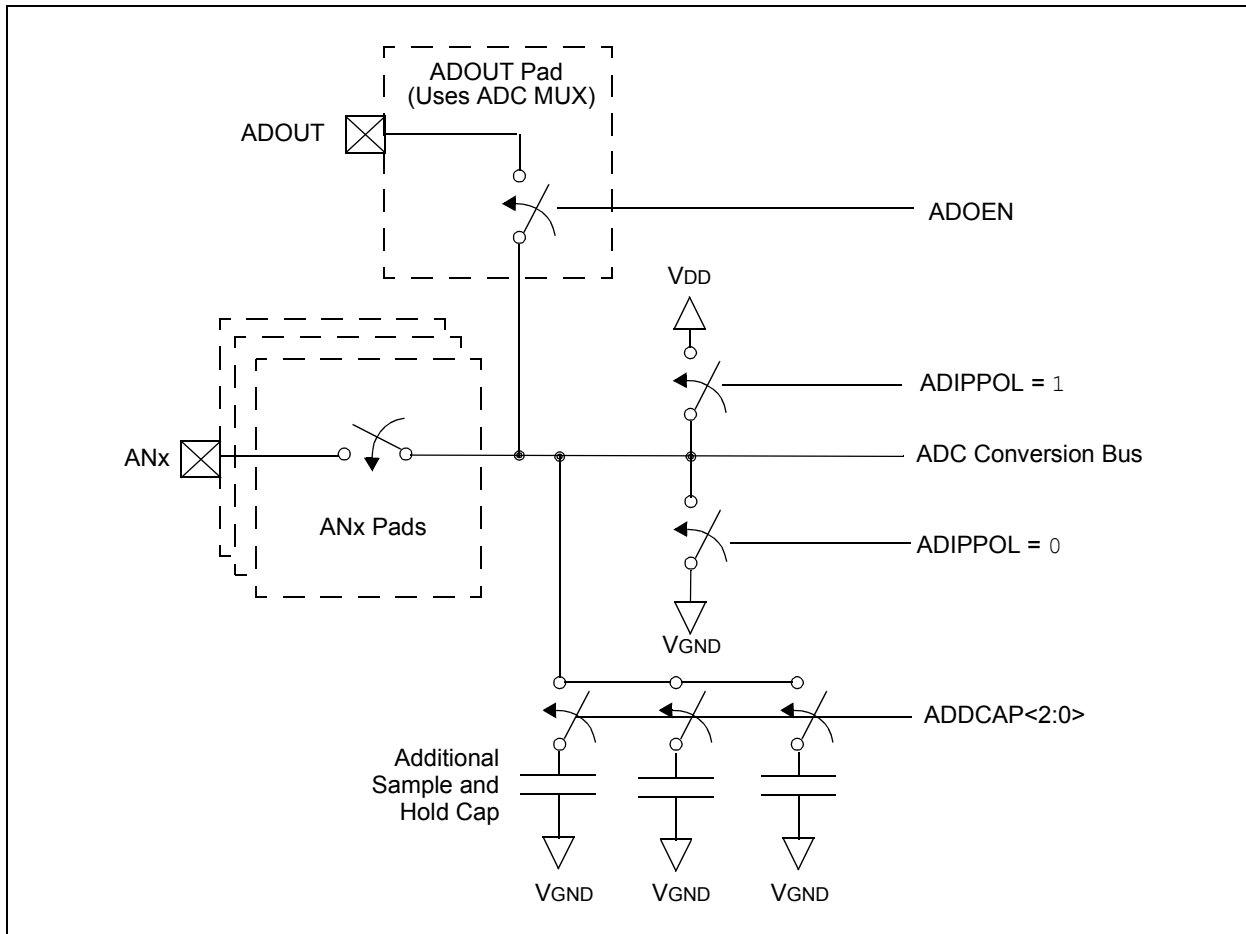 ADOUT Pad
(Uses ADC MUX)
ADOUT
ADOEN
VDD
ADIPPOL = 1
ANx
ADC Conversion Bus
ANx Pads
ADIPPOL = 0
VGND
ADDCAP<2:0>
Additional
Sample and
Hold Cap
VGND
VGND
VGND